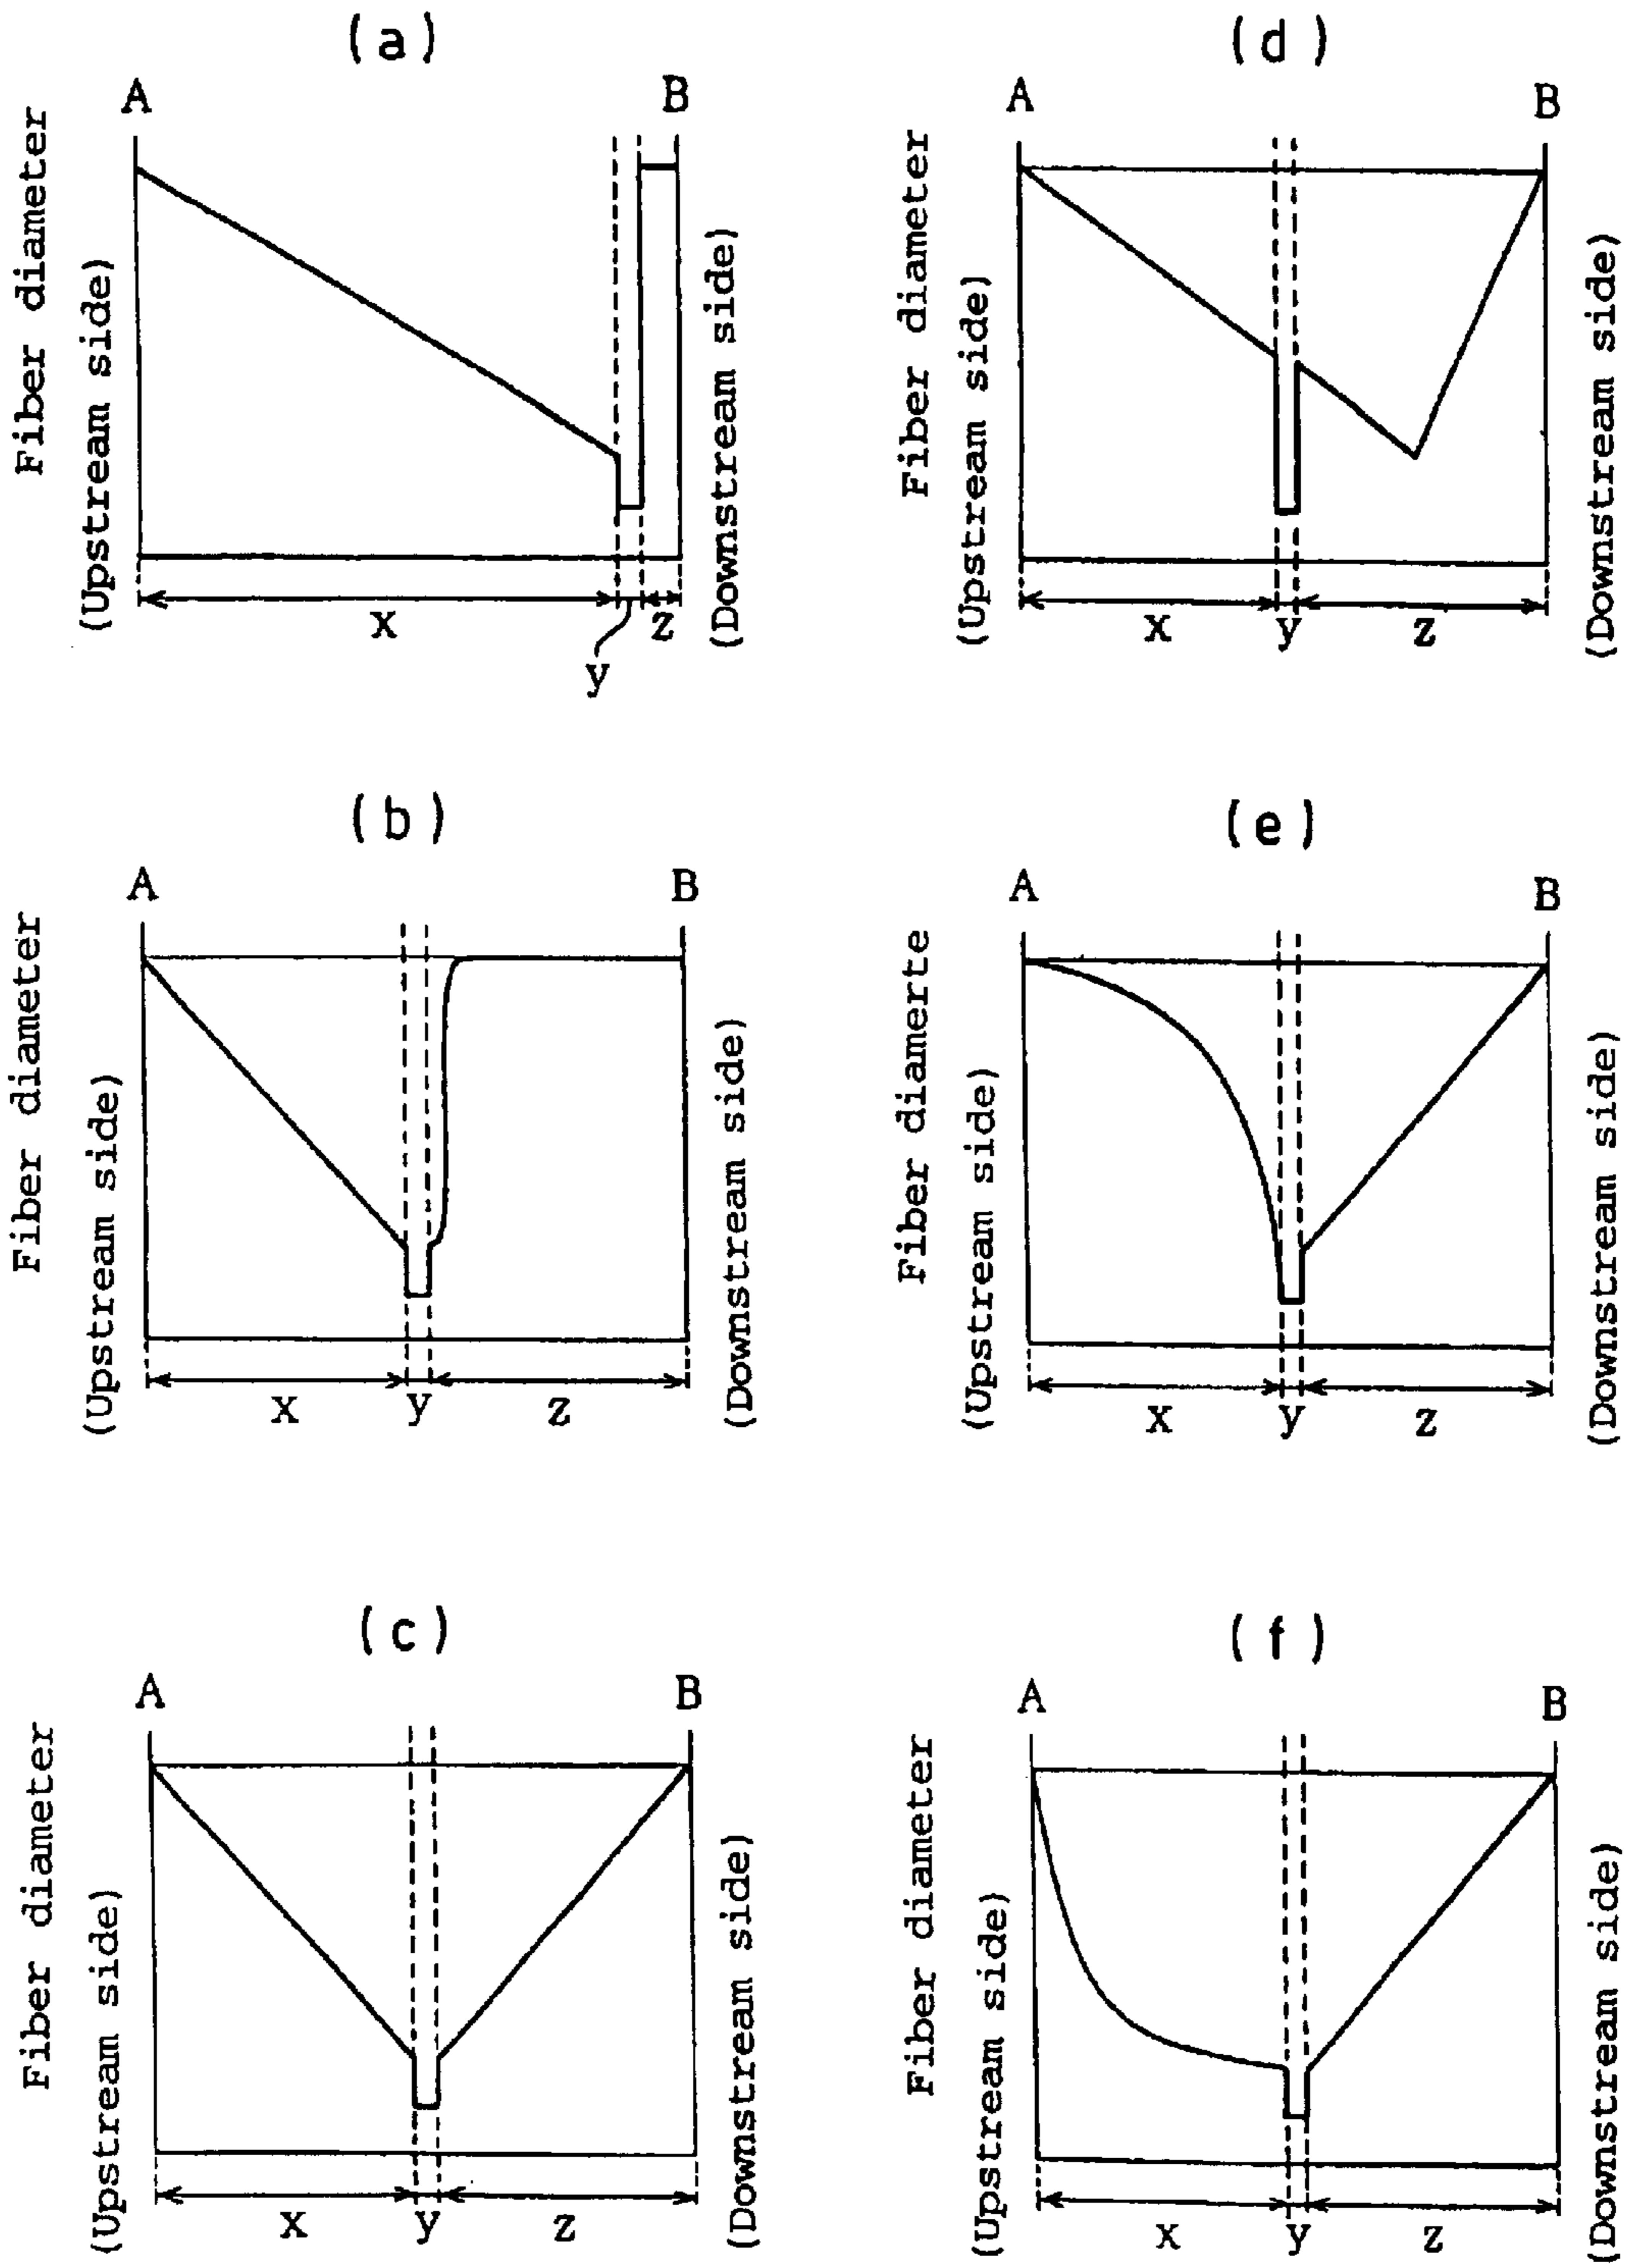 (a)
A
B
Fiber diameter
(Upstream side)
(Downstream side)
x
y
z
(d)
A
B
Fiber diameter
(Upstream side)
(Downstream side)
x
y
z
(b)
A
B
Fiber diameter
(Upstream side)
(Downstream side)
x
y
z
(e)
A
B
Fiber diamerte
(Upstream side)
(Downstream side)
x
y
z
(c)
A
B
Fiber diameter
(Upstream side)
(Downstream side)
x
y
z
(f)
A
B
Fiber diameter
(Upstream side)
(Downstream side)
x
y
z